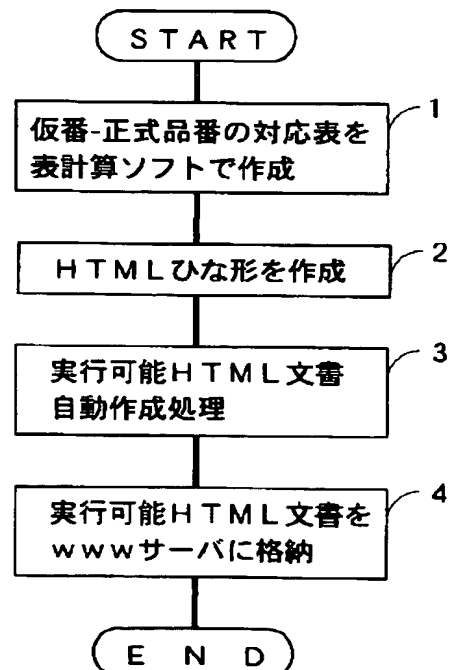 START
1
仮番-正式品番の対応表を
表計算ソフトで作成
2
HTMLひな形を作成
3
実行可能HTML文書
自動作成処理
4
実行可能HTML文書を
wwwサーバに格納
END